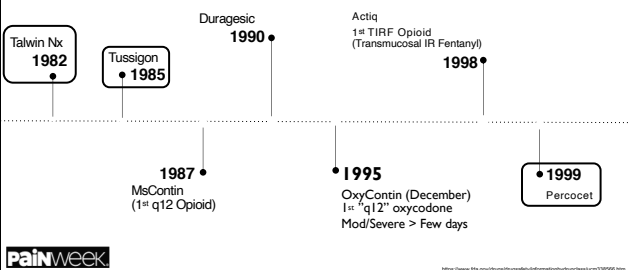 Talwin Nx
1982
Tussigon
1985
1987
MsContin
(1st q12 Opioid)
Duragesic
1990
1995
OxyContin (December)
1st "q12" oxycodone
Mod/Severe > Few days
Actiq
1st TIRF Opioid
(Transmucosal IR Fentanyl)
1998
1999
Percocet
PAINWEEK.